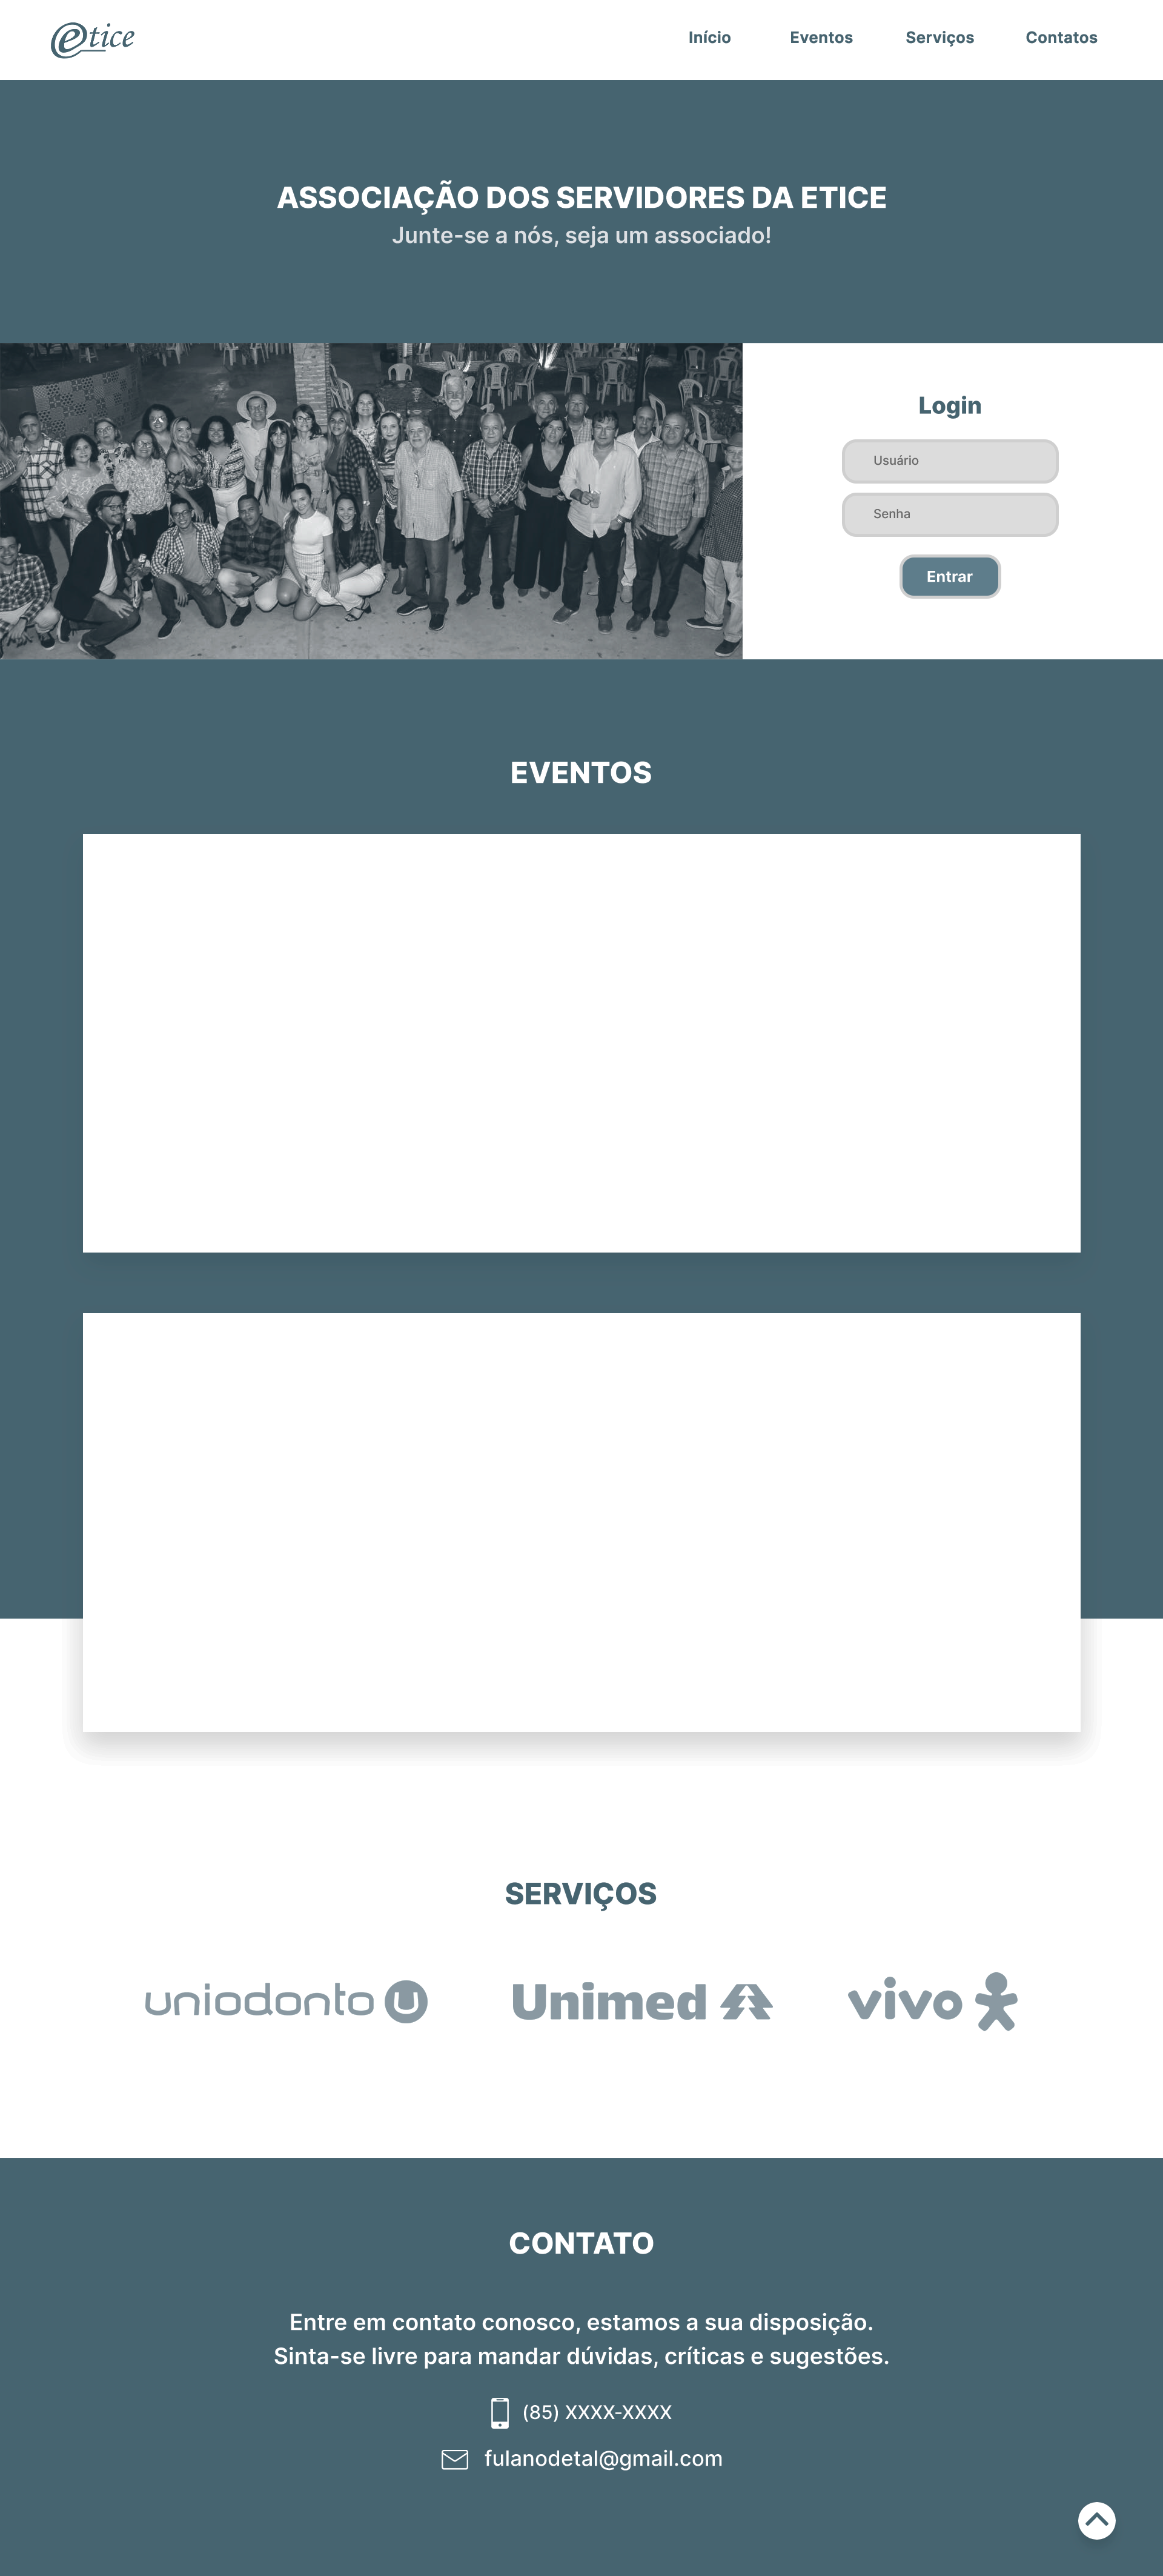 etice
Início Eventos Serviços Contatos
ASSOCIAÇÃO DOS SERVIDORES DA ETICE
Junte-se a nós, seja um associado!
Login
Usuário
Senha
Entrar
EVENTOS
SERVIÇOS
uniodonto U Unimed vivo
CONTATO
Entre em contato conosco, estamos a sua disposição.
Sinta-se livre para mandar dúvidas, críticas e sugestões.
(85) XXXX-XXXX
fulanodetal@gmail.com